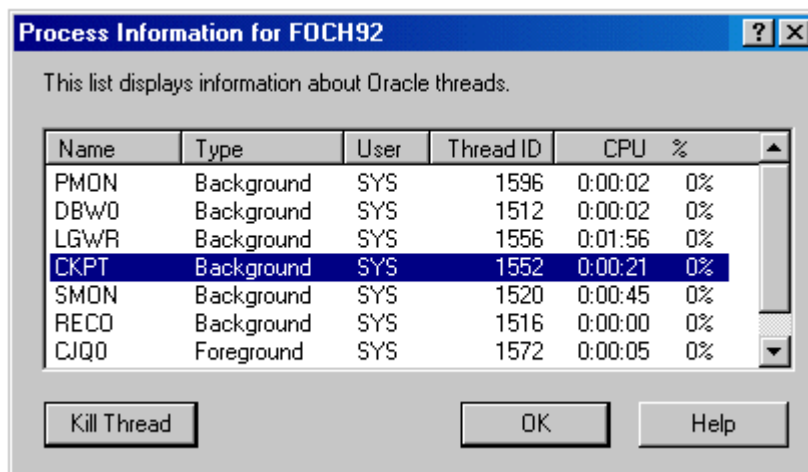 Process Information for FOCH92 ? X
This list displays information about Oracle threads.
Name Type User Thread ID CPU %
PMON Background SYS 1596 0:00:02 0%
DBW0 Background SYS 1512 0:00:02 0%
LGWR Background SYS 1556 0:01:56 0%
CKPT Background SYS 1552 0:00:21 0%
SMON Background SYS 1520 0:00:45 0%
RECO Background SYS 1516 0:00:00 0%
CJQ0 Foreground SYS 1572 0:00:05 0%
Kill Thread OK Help